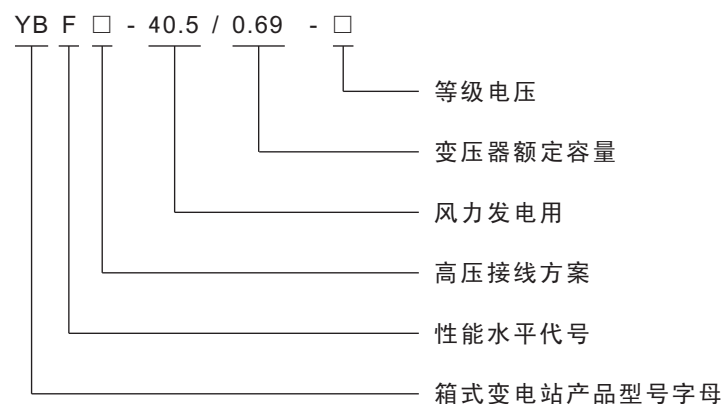 YB F □ - 40.5 / 0.69 - □
等级电压
变压器额定容量
风力发电用
高压接线方案
性能水平代号
箱式变电站产品型号字母